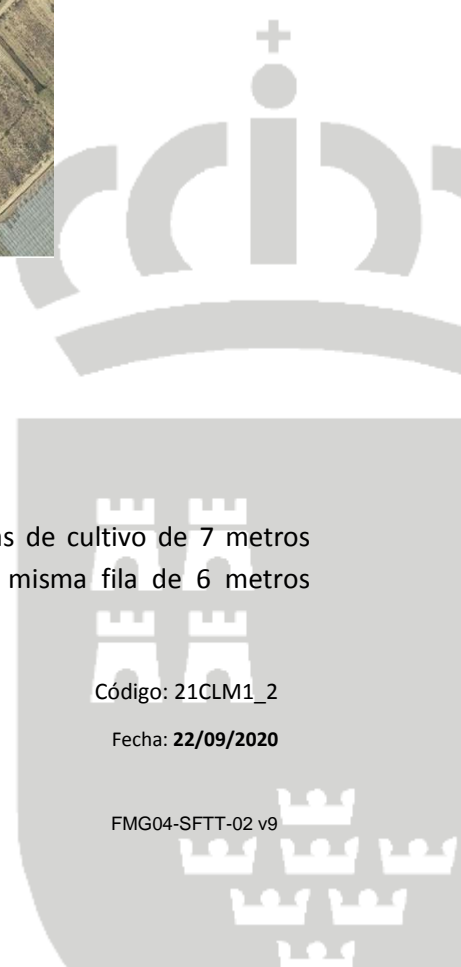 as de cultivo de 7 metros
misma fila de 6 metros
Código: 21CLM1_2
Fecha: 22/09/2020
FMG04-SFTT-02 v9